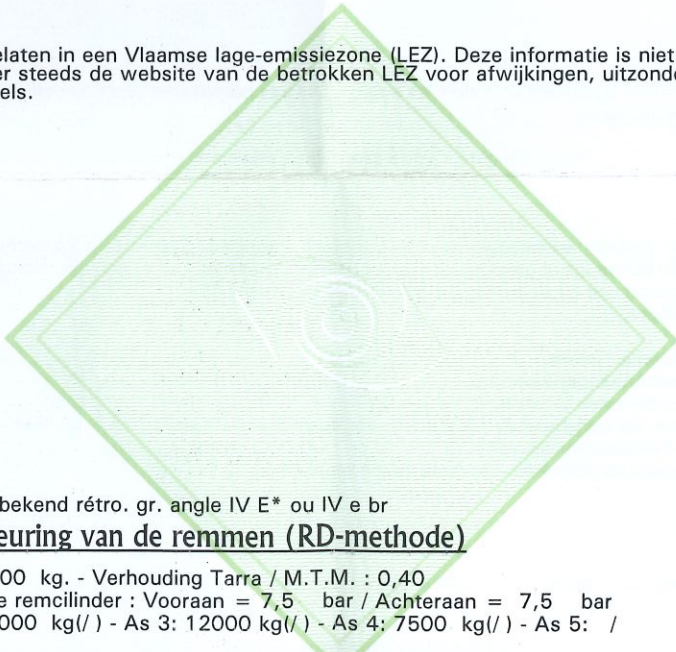 elaten in een Vlaamse lage-emissiezone (LEZ). Deze informatie is niet
er steeds de website van de betrokken LEZ voor afwijkingen, uitzonde
els.
bekend rétro. gr. angle IV E* ou IV e br
euring van de remmen (RD-methode)
00 kg. - Verhouding Tarra / M.T.M. : 0,40
e remcilinder : Vooraan = 7,5 bar / Achteraan = 7,5 bar
000 kg(/ ) - As 3: 12000 kg(/ ) - As 4: 7500 kg(/ ) - As 5: /